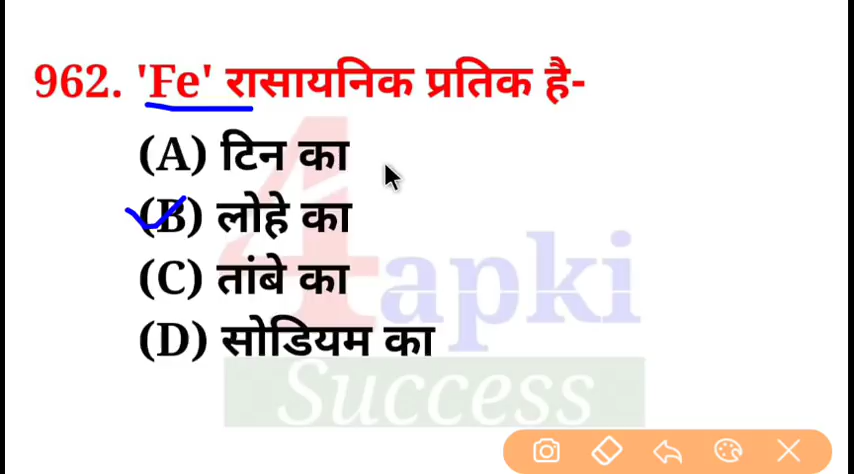 962. 'Fe' रासायनिक प्रतिक है-
(A) टिन का
(B) लोहे का
(C) तांबे का
(D) सोडियम का
4apki
Success